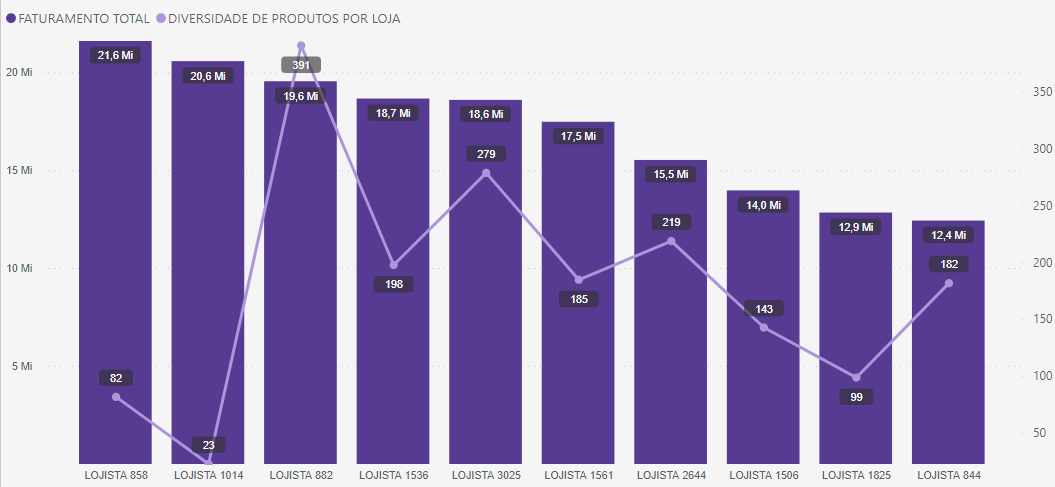 FATURAMENTO TOTAL DIVERSIDADE DE PRODUTOS POR LOJA
21,6 Mi
20,6 Mi
391
20 Mi
19,6 Mi
350
18,7 Mi
18,6 Mi
17,5 Mi
300
279
15 Mi
15,5 Mi
14,0 Mi
250
219
12,9 Mi
12,4 Mi
10 Mi
200
182
198
185
150
143
5 Mi
82
100
99
50
23
LOJISTA 858 LOJISTA 1014 LOJISTA 882 LOJISTA 1536 LOJISTA 3025 LOJISTA 1561 LOJISTA 2644 LOJISTA 1506 LOJISTA 1825 LOJISTA 844